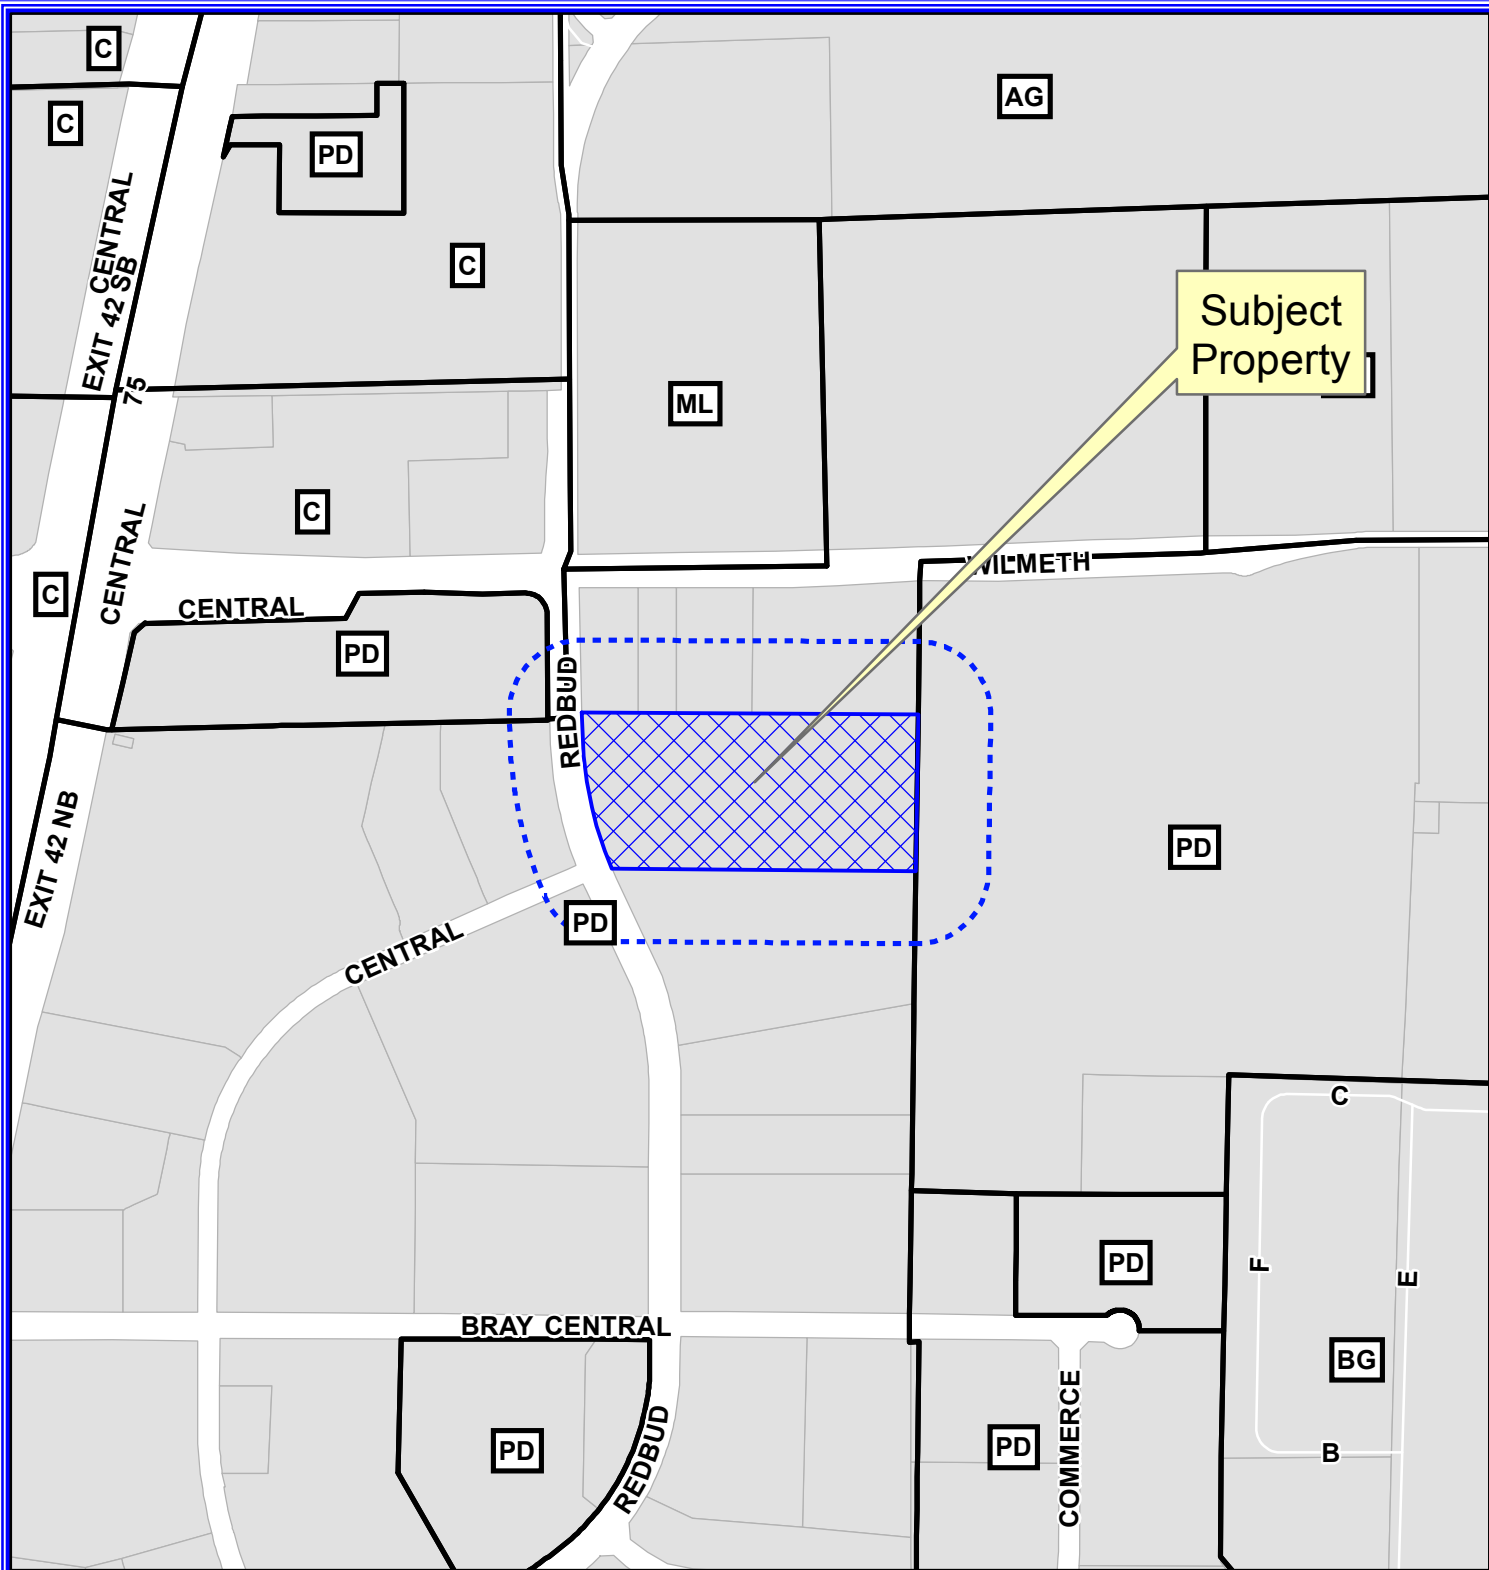 C
AG
C
PD
CENTRAL
C
EXIT 42 SB
Subject
Property
75
ML
C
CENTRAL
WILMETH
C
CENTRAL
PD
REDBUD
PD
EXIT 42 NB
PD
CENTRAL
C
PD
F
E
BRAY CENTRAL
BG
COMMERCE
PD
PD
B
REDBUD